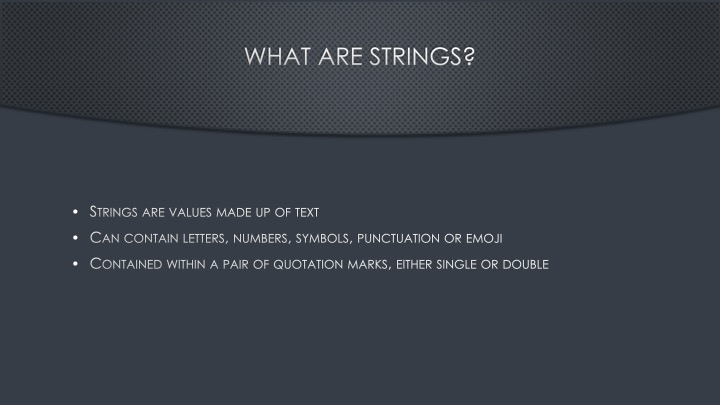 WHAT ARE STRINGS?
• STRINGS ARE VALUES MADE UP OF TEXT
• CAN CONTAIN LETTERS, NUMBERS, SYMBOLS, PUNCTUATION OR EMOJI
• CONTAINED WITHIN A PAIR OF QUOTATION MARKS, EITHER SINGLE OR DOUBLE